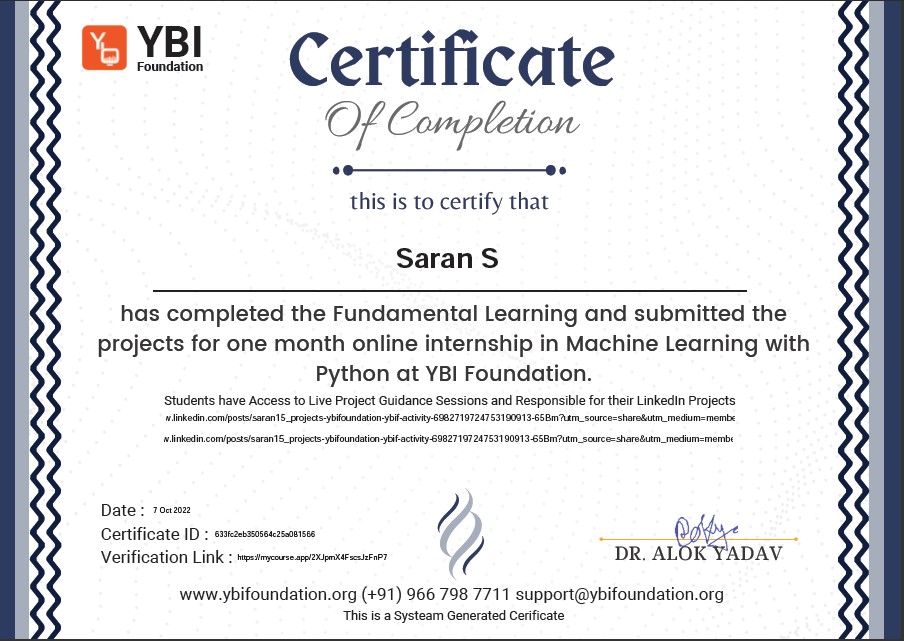 YBI
Foundation
Certificate
Of Completion
this is to certify that
Saran S
has completed the Fundamental Learning and submitted the
projects for one month online internship in Machine Learning with
Python at YBI Foundation.
Students have Access to Live Project Guidance Sessions and Responsible for their LinkedIn Projects
w.linkedin.com/posts/saran15_projects-ybifoundation-ybif-activity-6982719724753190913-65Bm?utm_source=share&utm_medium=membe
w.linkedin.com/posts/saran15_projects-ybifoundation-ybif-activity-6982719724753190913-65Bm?utm_source=share&utm_medium=membe
Date : 7 Oct 2022
Certificate ID : 633fc2eb350564c25a081566
Verification Link : https://mycourse.app/2XJpmX4FscsJzFnP7
DR. ALOK YADAV
www.ybifoundation.org (+91) 966 798 7711 support@ybifoundation.org
This is a Systeam Generated Cerificate